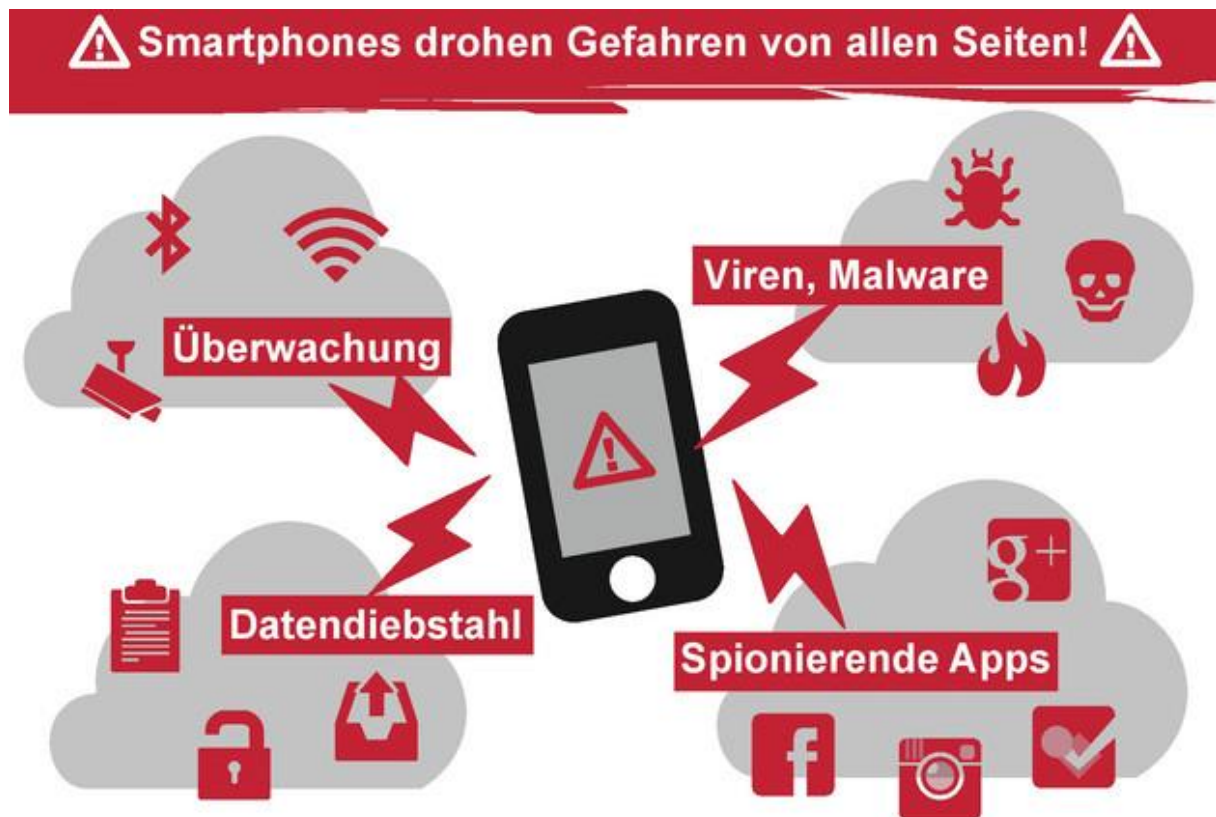 Smartphones drohen Gefahren von allen Seiten!
Überwachung
Viren, Malware
Datendiebstahl
Spionierende Apps
g+
f